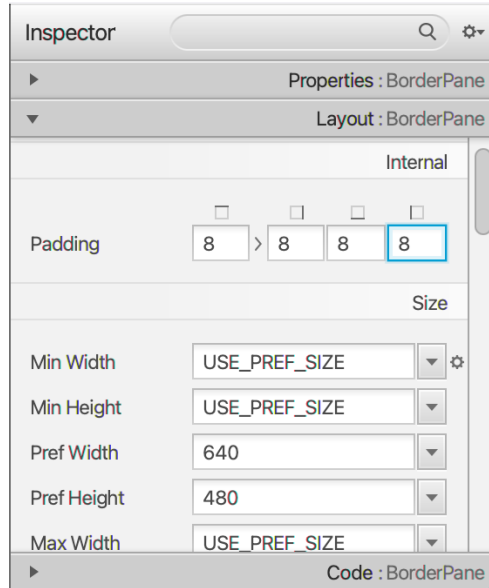 Inspector
Properties : BorderPane
Layout : BorderPane
Internal
Padding 8 8 8 8
Size
Min Width USE_PREF_SIZE
Min Height USE_PREF_SIZE
Pref Width 640
Pref Height 480
Max Width USE_PREF_SIZE
Code : BorderPane